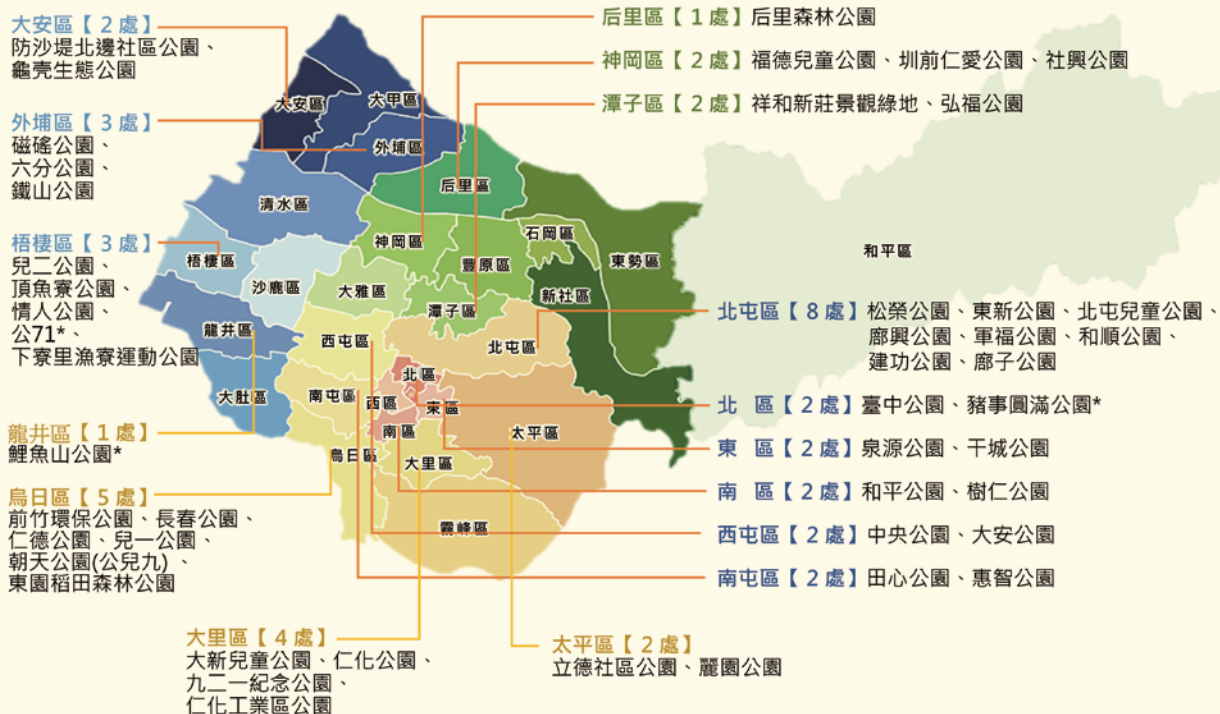 大安區【2 處】
防沙堤北邊社區公園、
龜壳生態公園
外埔區【3 處】
磁磘公園、
六分公園、
鐵山公園
梧棲區【3 處】
兒二公園、
頂魚寮公園、
情人公園、
公71*、
下寮里漁寮運動公園
龍井區【1 處】
鯉魚山公園*
烏日區【5 處】
前竹環保公園、長春公園、
仁德公園、兒一公園、
朝天公園(公兒九) 、
東園稻田森林公園
大里區【4 處】
大新兒童公園、仁化公園、
九二一紀念公園、
仁化工業區公園
太平區【2 處】
立德社區公園、麗園公園
后里區【1 處】后里森林公園
神岡區【2 處】福德兒童公園、圳前仁愛公園、社興公園
潭子區【2 處】祥和新莊景觀綠地、弘福公園
北屯區【8 處】松榮公園、東新公園、北屯兒童公園、
廍興公園、軍福公園、和順公園、
建功公園、廍子公園
北 區【2 處】臺中公園、豬事圓滿公園*
東 區【2 處】泉源公園、干城公園
南 區【2 處】和平公園、樹仁公園
西屯區【2 處】中央公園、大安公園
南屯區【2 處】田心公園、惠智公園
大安區
大甲區
外埔區
后里區
清水區
神岡區
石岡區
豐原區
東勢區
和平區
梧棲區
沙鹿區
大雅區
潭子區
新社區
龍井區
西屯區
北屯區
北區
大肚區
南屯區
西區
東區
南區
太平區
烏日區
大里區
霧峰區